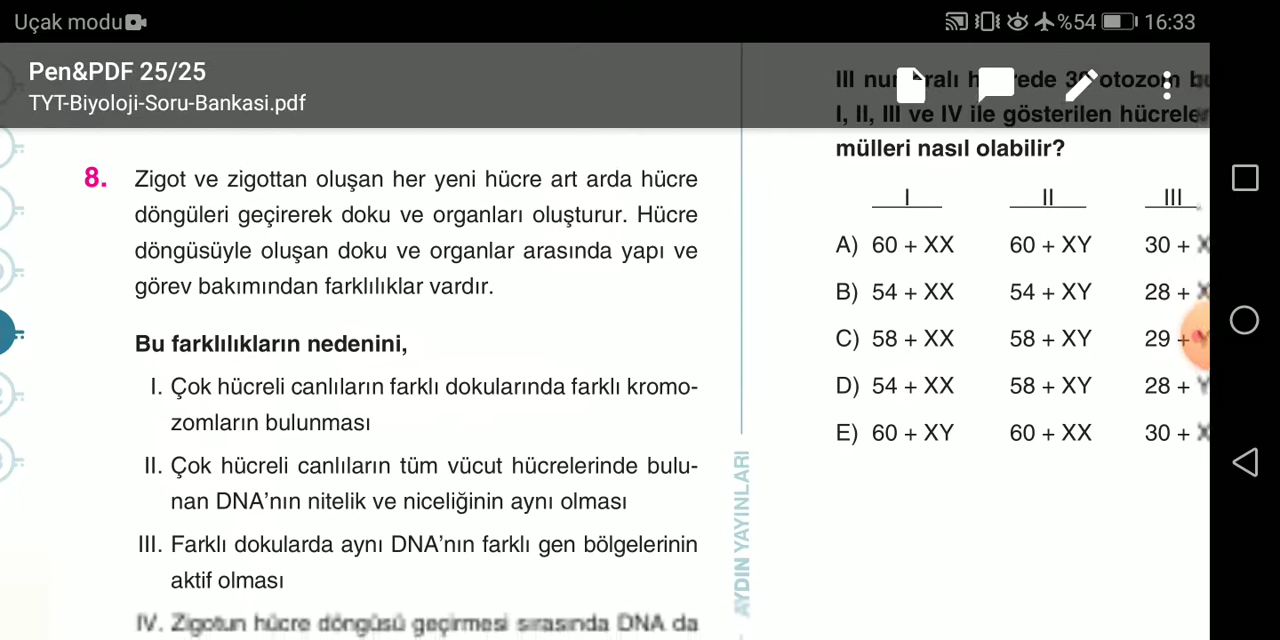 Uçak modu
%54 16:33
Pen&PDF 25/25
TYT-Biyoloji-Soru-Bankasi.pdf
8. Zigot ve zigottan oluşan her yeni hücre art arda hücre
döngüleri geçirerek doku ve organları oluşturur. Hücre
döngüsüyle oluşan doku ve organlar arasında yapı ve
görev bakımından farklılıklar vardır.
Bu farklılıkların nedenini,
I. Çok hücreli canlıların farklı dokularında farklı kromo-
zomların bulunması
II. Çok hücreli canlıların tüm vücut hücrelerinde bulu-
nan DNA'nın nitelik ve niceliğinin aynı olması
III. Farklı dokularda aynı DNA'nın farklı gen bölgelerinin
aktif olması
IV. Zigotun hücre döngüsü geçirmesi sırasında DNA da
AYDIN YAYINLARI
III otozom
I, II, III ve IV ile gösterilen hücrele
mülleri nasıl olabilir?
I II III
A) 60 + XX 60 + XY 30 + X
B) 54 + XX 54 + XY 28 + X
C) 58 + XX 58 + XY 29 +
D) 54 + XX 58 + XY 28 + Y
E) 60 + XY 60 + XX 30 + X